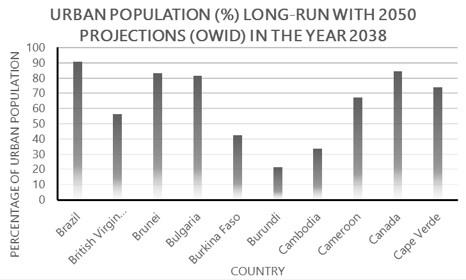 URBAN POPULATION (%) LONG-RUN WITH 2050
PROJECTIONS (OWID) IN THE YEAR 2038
PERCENTAGE OF URBAN POPULATION
100
90
80
70
60
50
40
30
20
10
0
Brazil
British Virgin...
Brunei
Bulgaria
Burkina Faso
Burundi
Cambodia
Cameroon
Canada
Cape Verde
COUNTRY